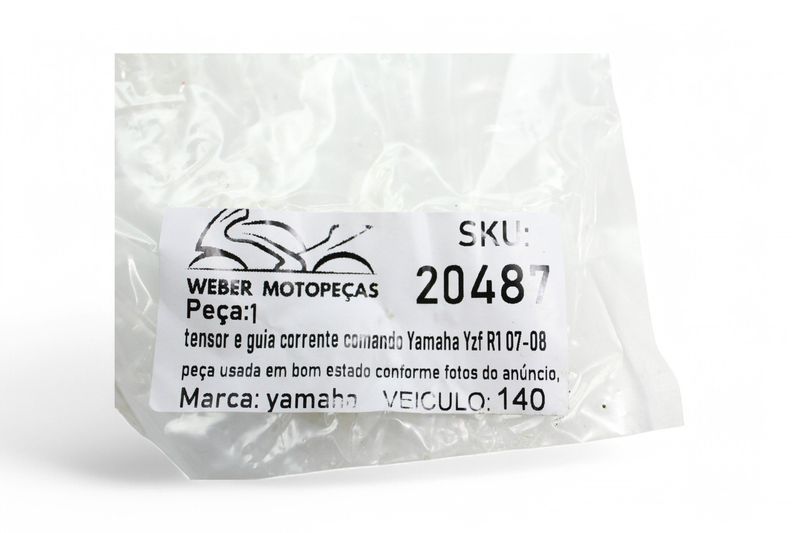 WEBER MOTOPEÇAS
SKU:
20487
Peça:1
tensor e guia corrente comando Yamaha Yzf R1 07-08
peça usada em bom estado conforme fotos do anúncio,
Marca: yamaha VEICULO: 140